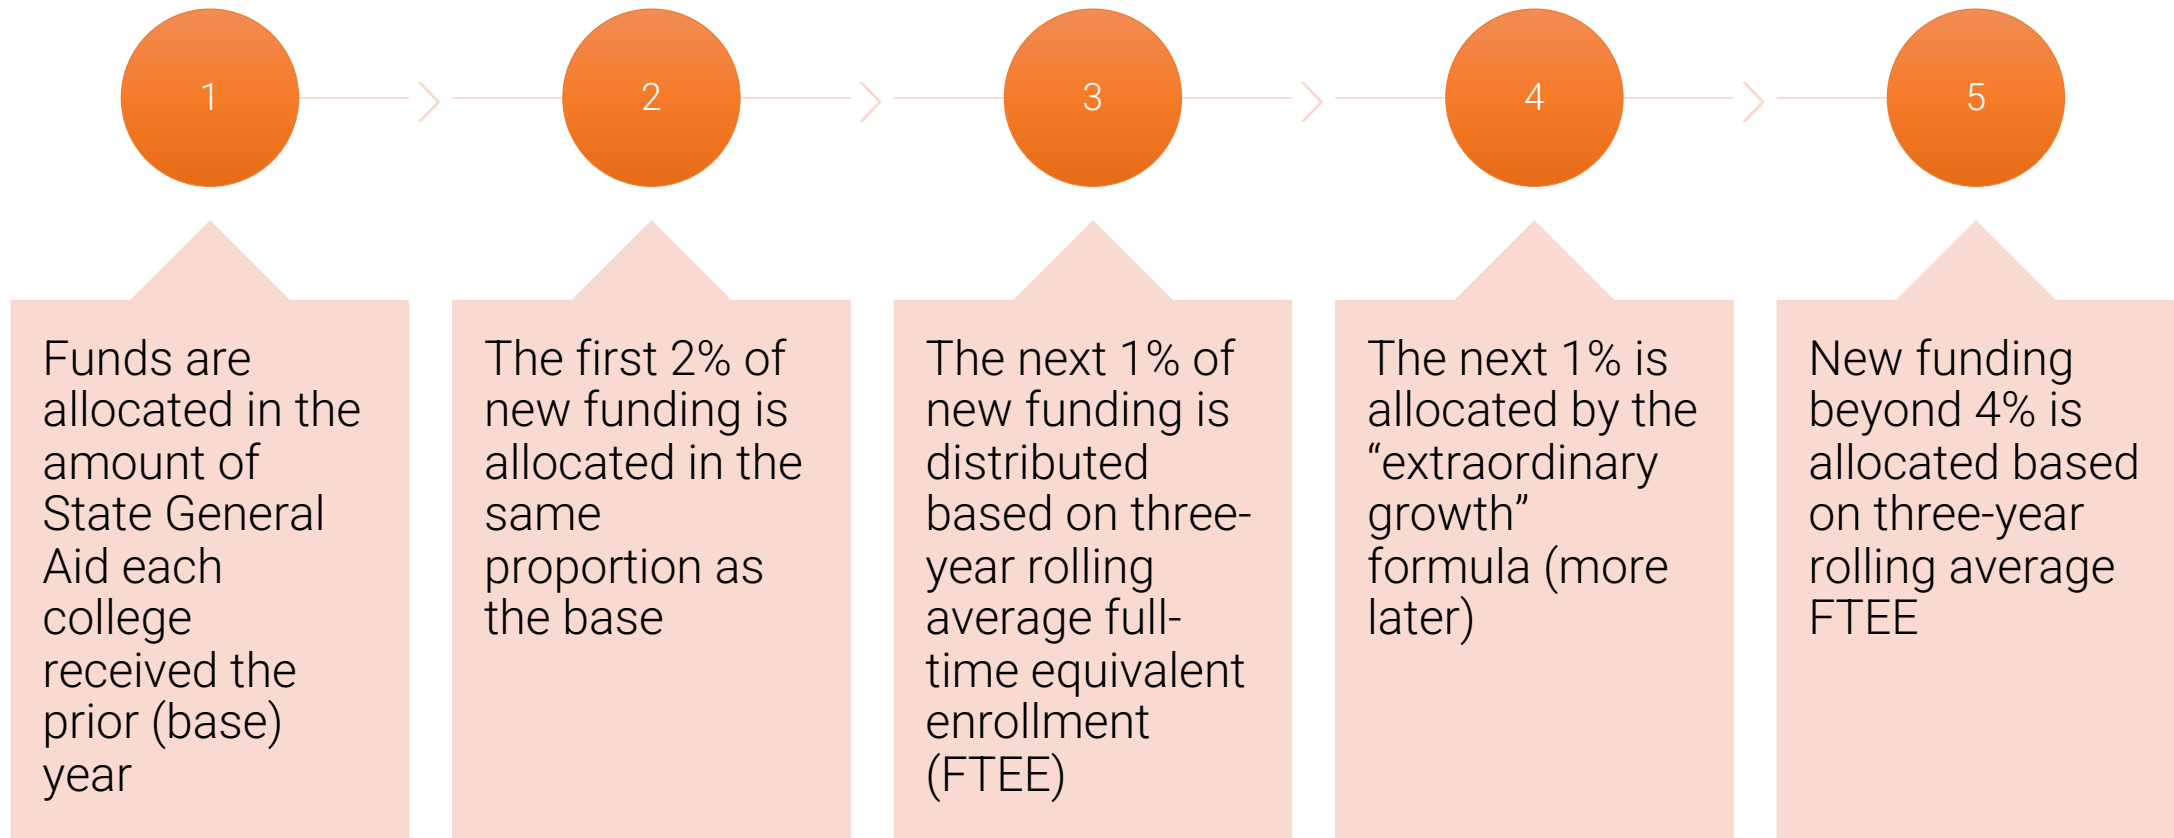 1
Funds are
allocated in the
amount of
State General
Aid each
college
received the
prior (base)
year
2
The first 2% of
new funding is
allocated in the
same
proportion as
the base
3
The next 1% of
new funding is
distributed
based on three-
year rolling
average full-
time equivalent
enrollment
(FTEE)
4
The next 1% is
allocated by the
“extraordinary
growth”
formula (more
later)
5
New funding
beyond 4% is
allocated based
on three-year
rolling average
FTEE